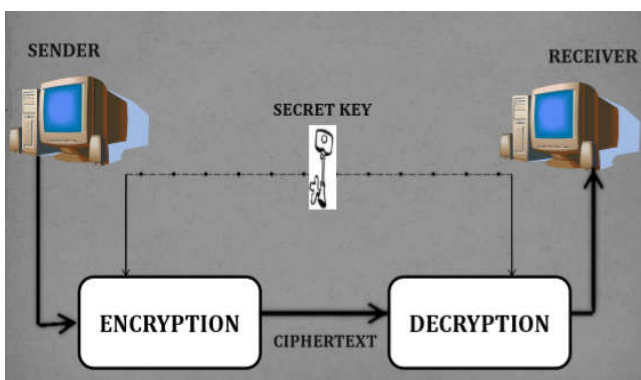 SENDER
RECEIVER
SECRET KEY
ENCRYPTION
CIPHERTEXT
DECRYPTION